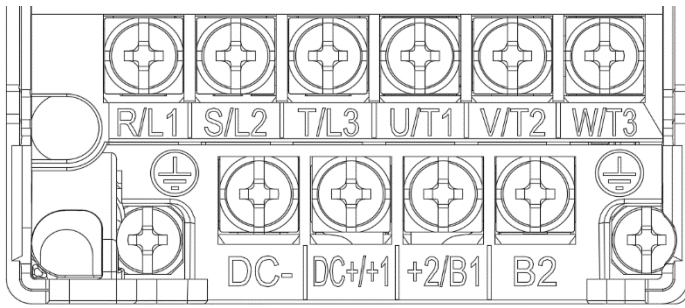 R/L1 S/L2 T/L3 U/T1 V/T2 W/T3
DC- DC+/+1 +2/B1 B2